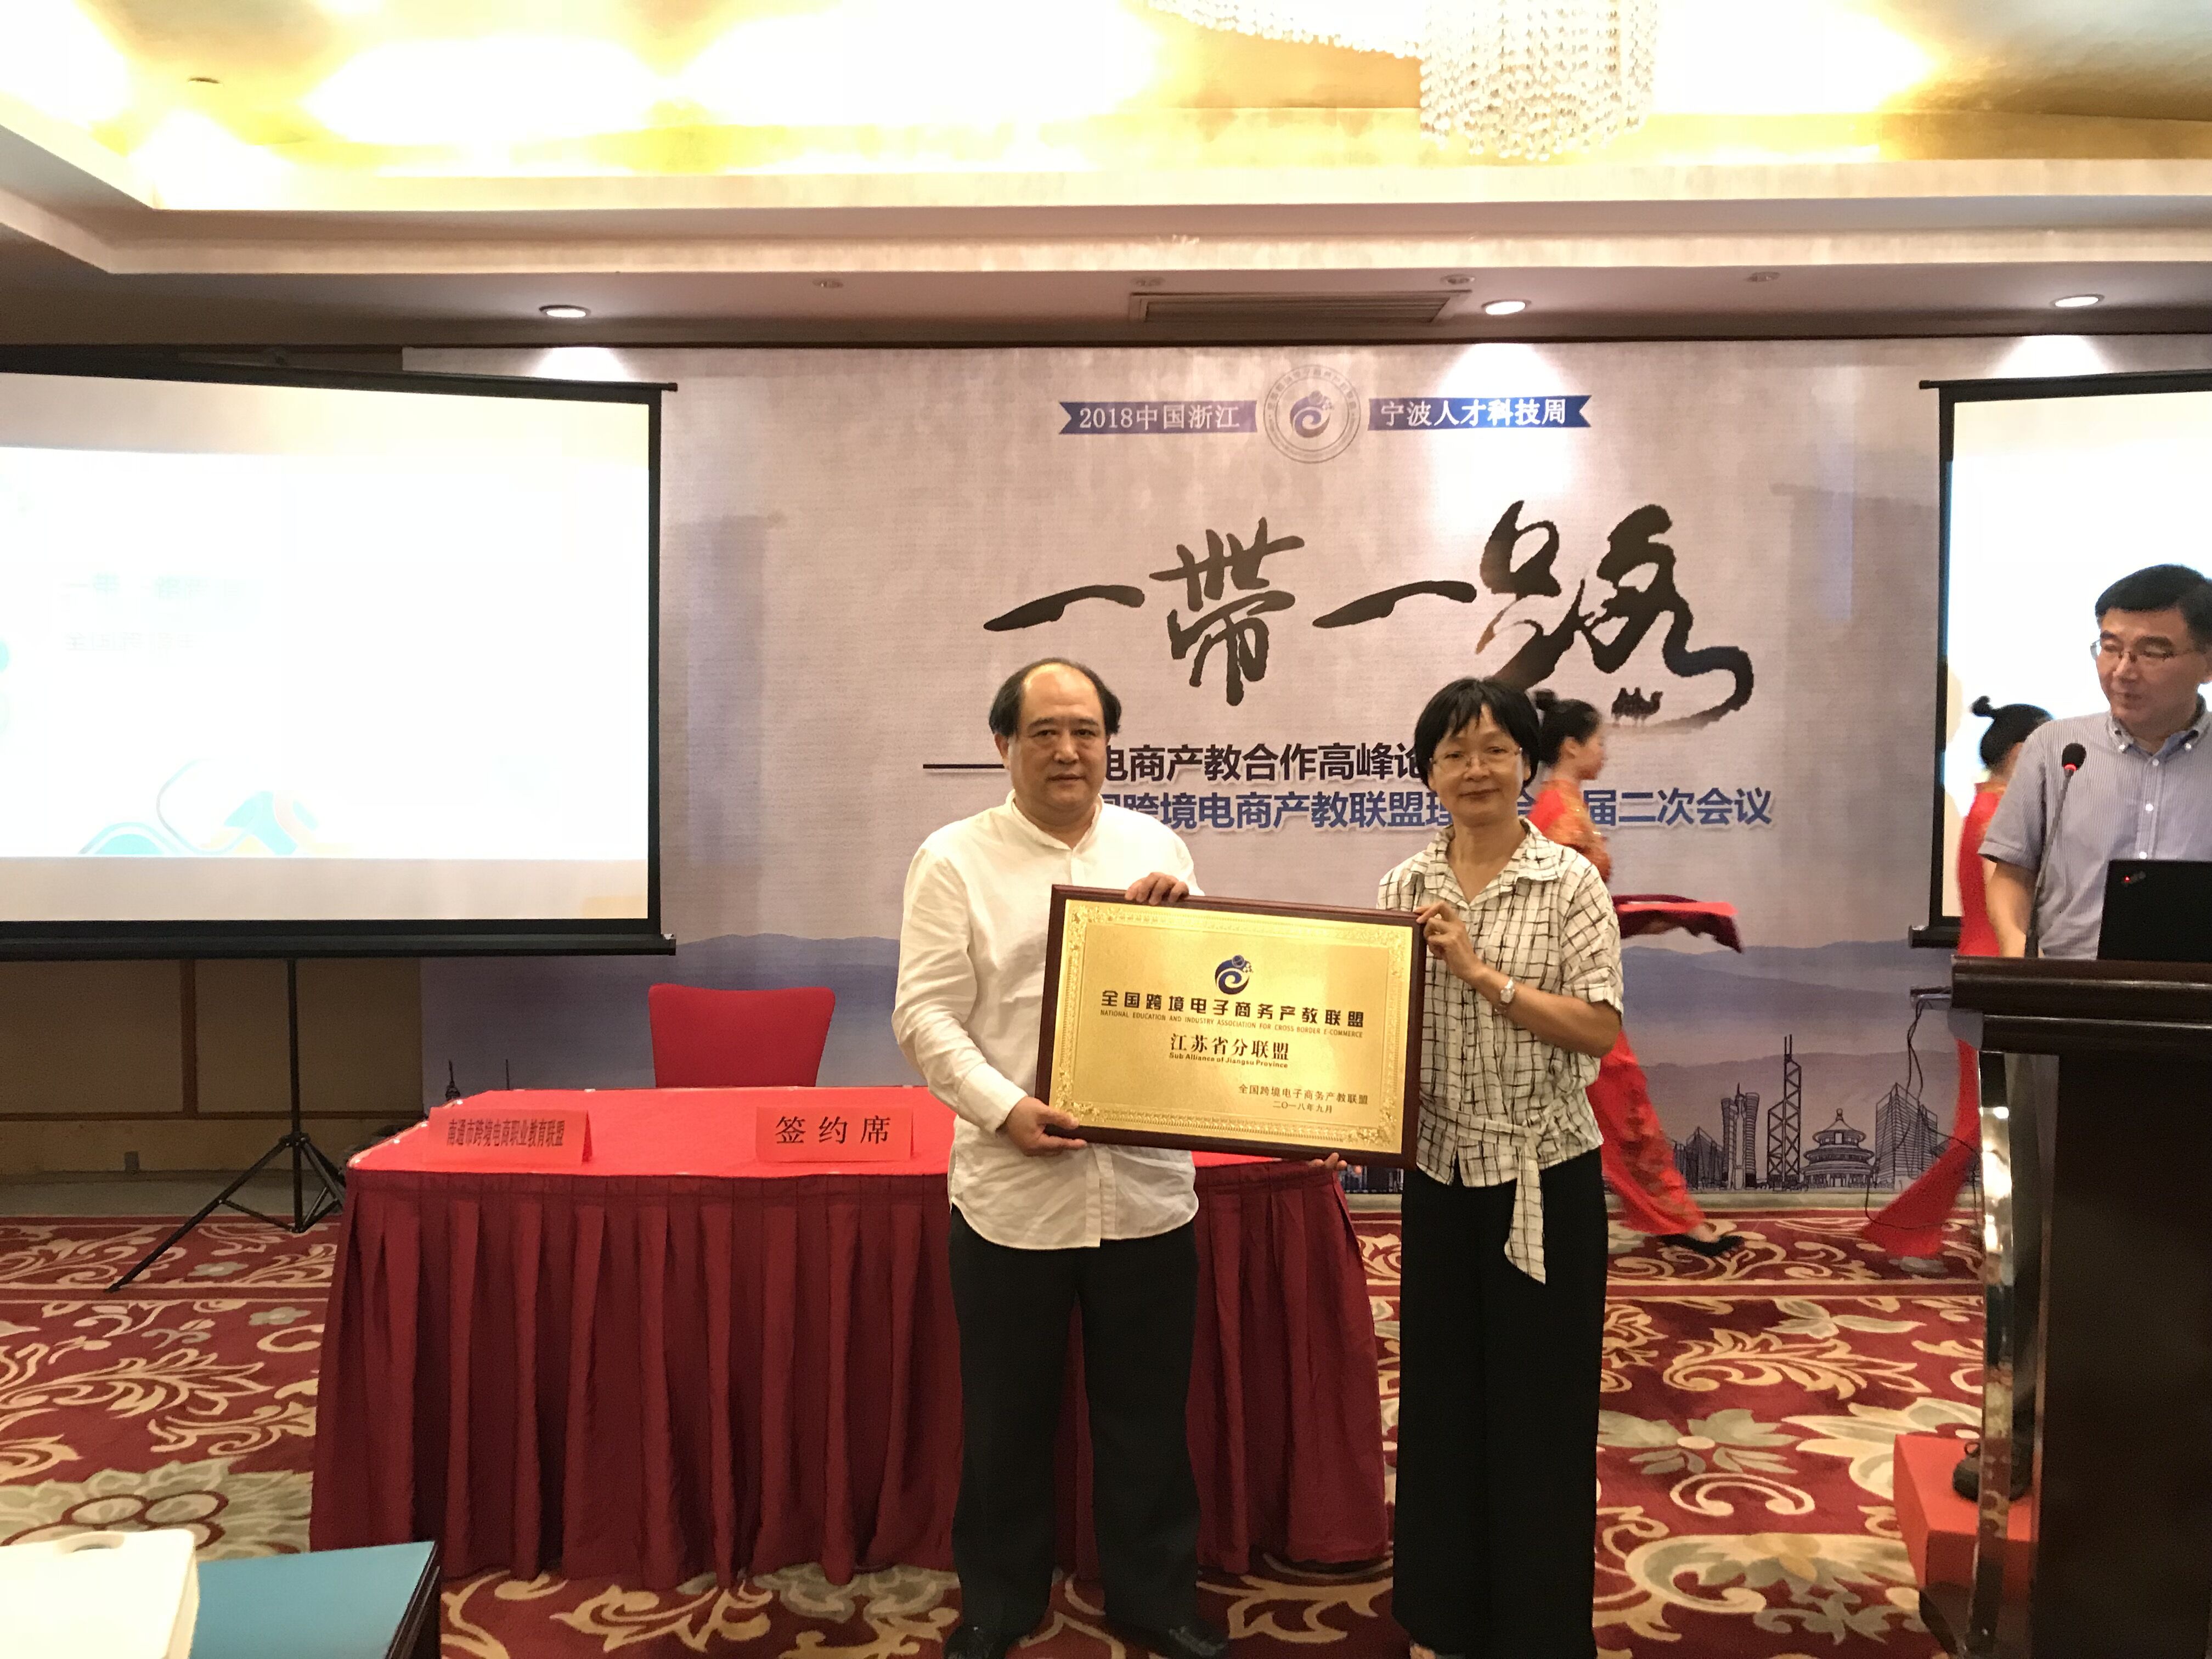 2018中国浙江
宁波人才科技周
一带一路
电商产教合作高峰论
跨境电商产教联盟理
届二次会议
全国跨境电子商务产教联盟
NATIONAL EDUCATION AND INDUSTRY ASSOCIATION FOR CROSS-BORDER E-COMMERCE
江苏省分联盟
Sub Alliance of Jiangsu Province
全国跨境电子商务产教联盟
二〇一八年九月
南通市跨境电商职业教育联盟
签约席